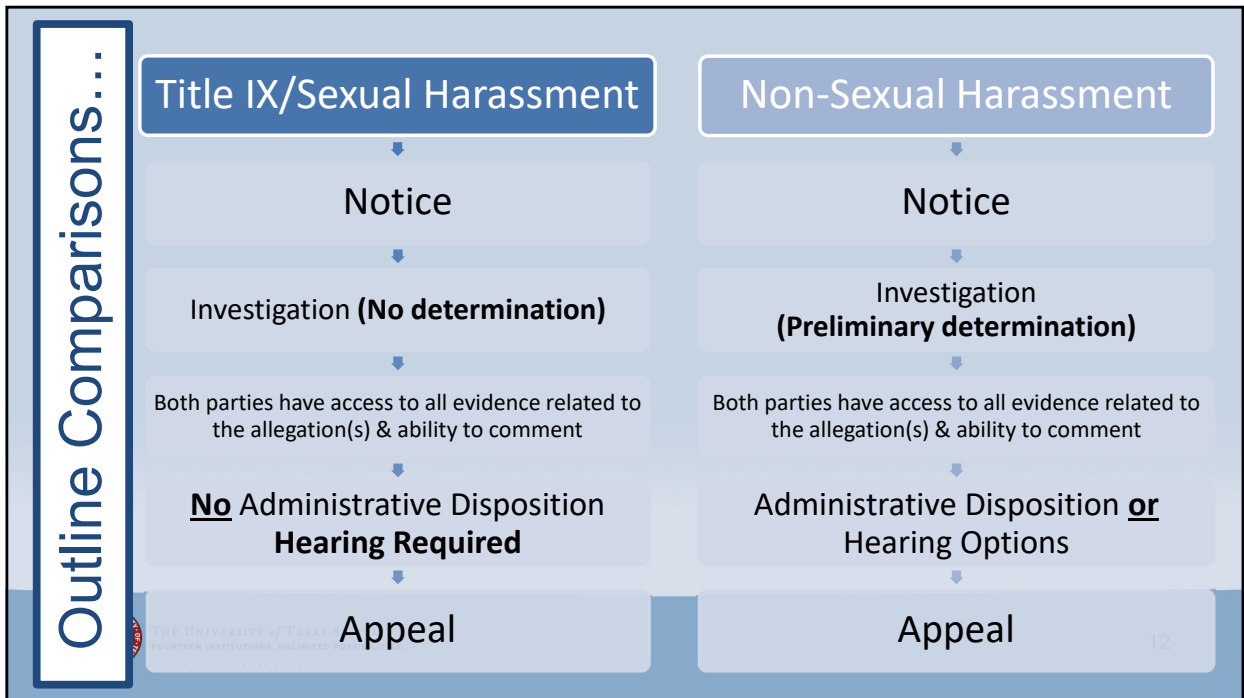 Outline Comparisons…
Title IX/Sexual Harassment
Notice
Investigation (No determination)
Both parties have access to all evidence related to
the allegation(s) & ability to comment
No Administrative Disposition
Hearing Required
Appeal
Non-Sexual Harassment
Notice
Investigation
(Preliminary determination)
Both parties have access to all evidence related to
the allegation(s) & ability to comment
Administrative Disposition or
Hearing Options
Appeal
THE UNIVERSITY of TEXAS
FOURTEEN INSTITUTIONS. UNLIMITED
12